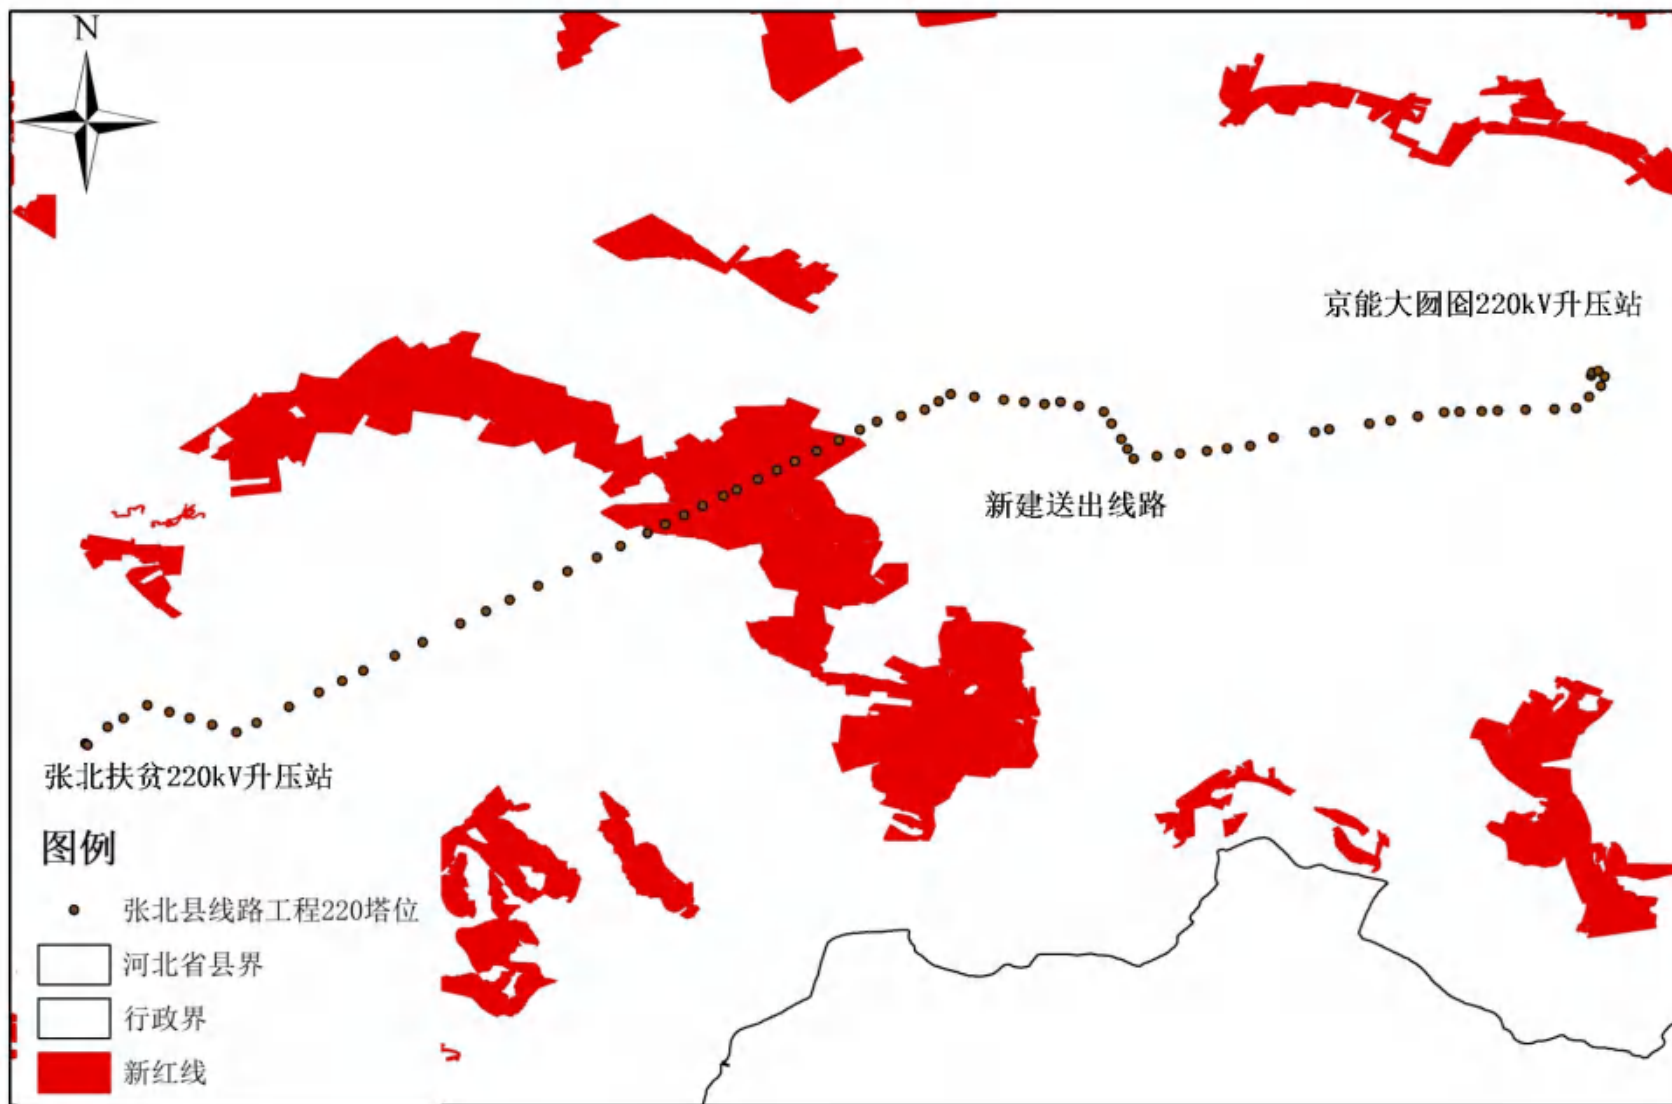 N
京能大囫囵220kV升压站
新建送出线路
张北扶贫220kV升压站
图例
张北县线路工程220塔位
河北省县界
行政界
新红线